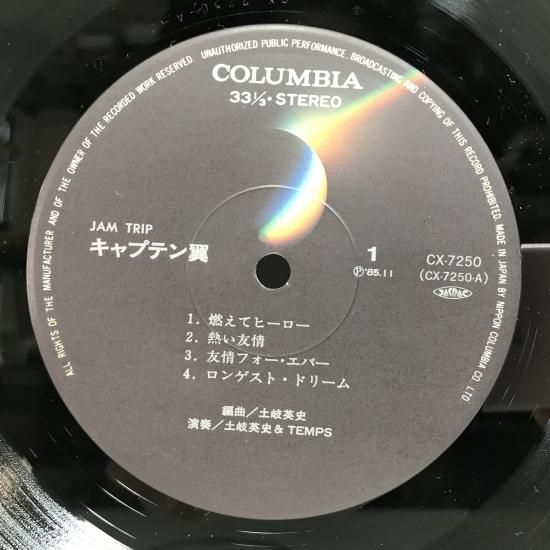 ALL RIGHTS OF THE MANUFACTURER AND OF THE OWNER OF THE RECORDED WORK RESERVED. UNAUTHORIZED PUBLIC PERFORMANCE, BROADCASTING AND COPYING OF THIS RECORD PROHIBITED. MADE IN JAPAN BY NIPPON COLUMBIA CO., LTD.
COLUMBIA
33⅓・STEREO
JAM TRIP
キャプテン翼
1
Ⓟ'85.11
CX-7250
(CX-7250-A)
1. 燃えてヒーロー
2. 熱い友情
3. 友情フォー・エバー
4. ロンゲスト・ドリーム
編曲／土岐英史
演奏／土岐英史 & TEMPS